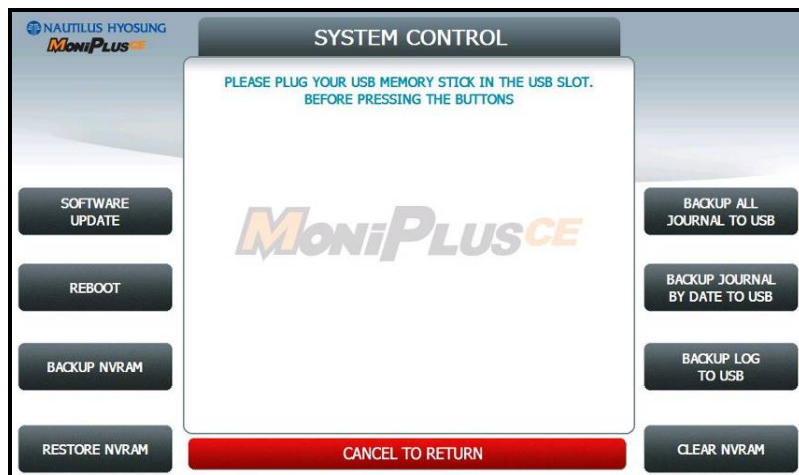 NAUTILUS HYOSUNG
MONIPLUSCE
SYSTEM CONTROL
PLEASE PLUG YOUR USB MEMORY STICK IN THE USB SLOT.
BEFORE PRESSING THE BUTTONS
MONIPLUSCE
SOFTWARE
UPDATE
REBOOT
BACKUP NVRAM
RESTORE NVRAM
BACKUP ALL
JOURNAL TO USB
BACKUP JOURNAL
BY DATE TO USB
BACKUP LOG
TO USB
CLEAR NVRAM
CANCEL TO RETURN